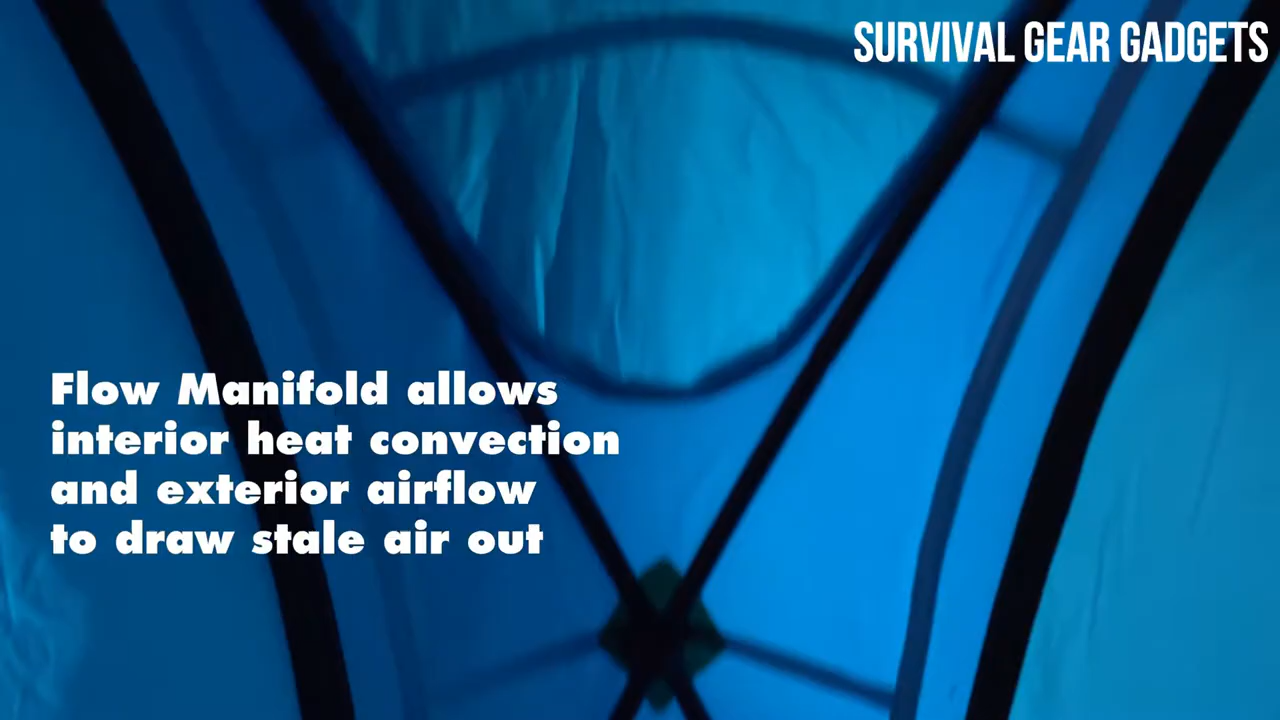 SURVIVAL GEAR GADGETS
Flow Manifold allows
interior heat convection
and exterior airflow
to draw stale air out